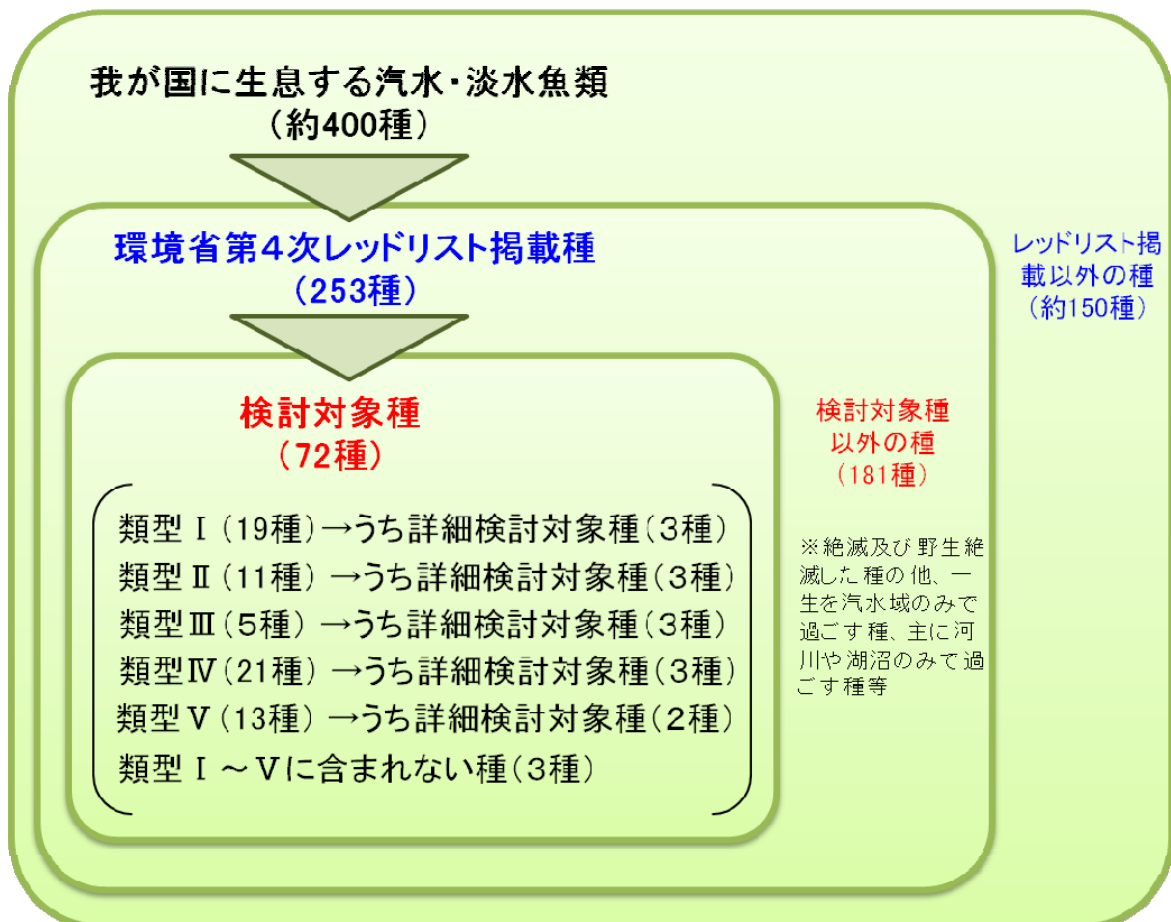 我が国に生息する汽水・淡水魚類
（約400種）
環境省第４次レッドリスト掲載種
（253種）
レッドリスト掲
載以外の種
（約150種）
検討対象種
（72種）
検討対象種
以外の種
（181種）
類型Ⅰ（19種）→うち詳細検討対象種（３種）
類型Ⅱ（11種）→うち詳細検討対象種（３種）
類型Ⅲ（5種）→うち詳細検討対象種（３種）
類型Ⅳ（21種）→うち詳細検討対象種（３種）
類型Ⅴ（13種）→うち詳細検討対象種（２種）
類型Ⅰ～Ⅴに含まれない種（３種）
※絶滅及び野生絶
滅した種の他、一
生を汽水域のみで
過ごす種、主に河
川や湖沼のみで過
ごす種等